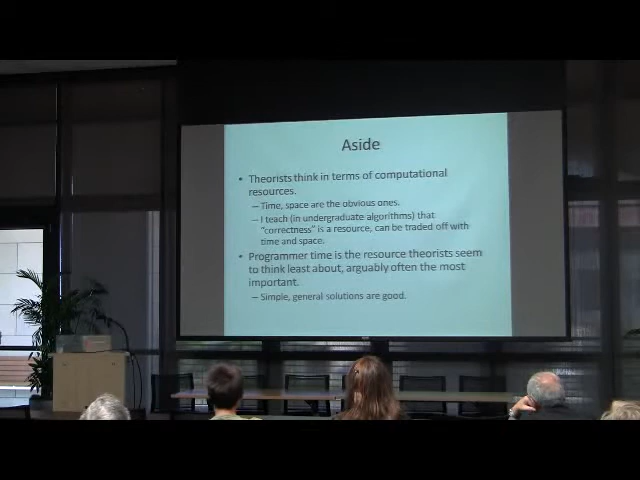 Aside
• Theorists think in terms of computational
resources.
– Time, space are the obvious ones.
– I teach (in undergraduate algorithms) that
"correctness" is a resource, can be traded off with
time and space.
• Programmer time is the resource theorists seem
to think least about, arguably often the most
important.
– Simple, general solutions are good.